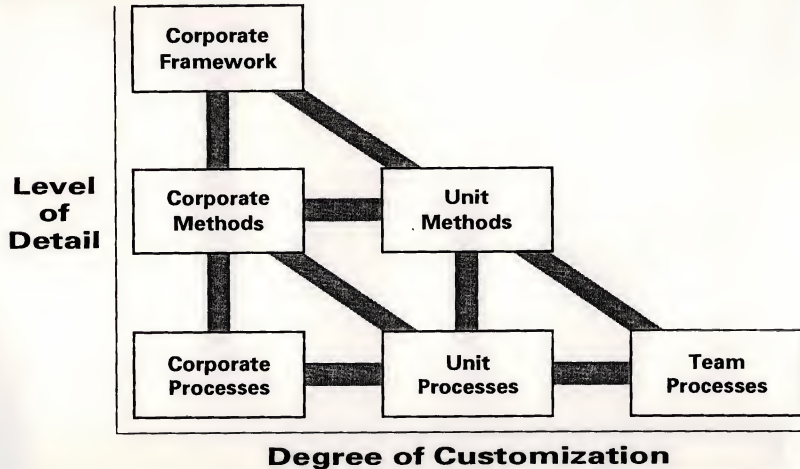 Corporate
Framework
Level
of
Detail
Corporate
Methods
Unit
Methods
Corporate
Processes
Unit
Processes
Team
Processes
Degree of Customization